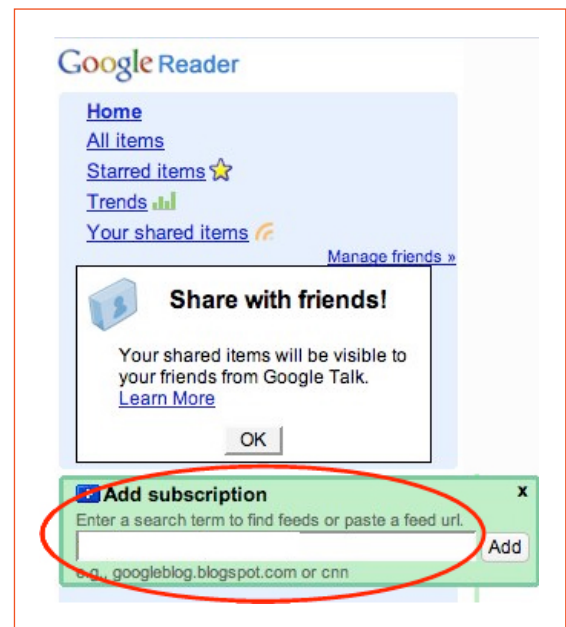 Google Reader
Home
All items
Starred items
Trends
Your shared items
Manage friends »
Share with friends!
Your shared items will be visible to
your friends from Google Talk.
Learn More
OK
Add subscription
x
Enter a search term to find feeds or paste a feed url.
Add
e.g., googleblog.blogspot.com or cnn